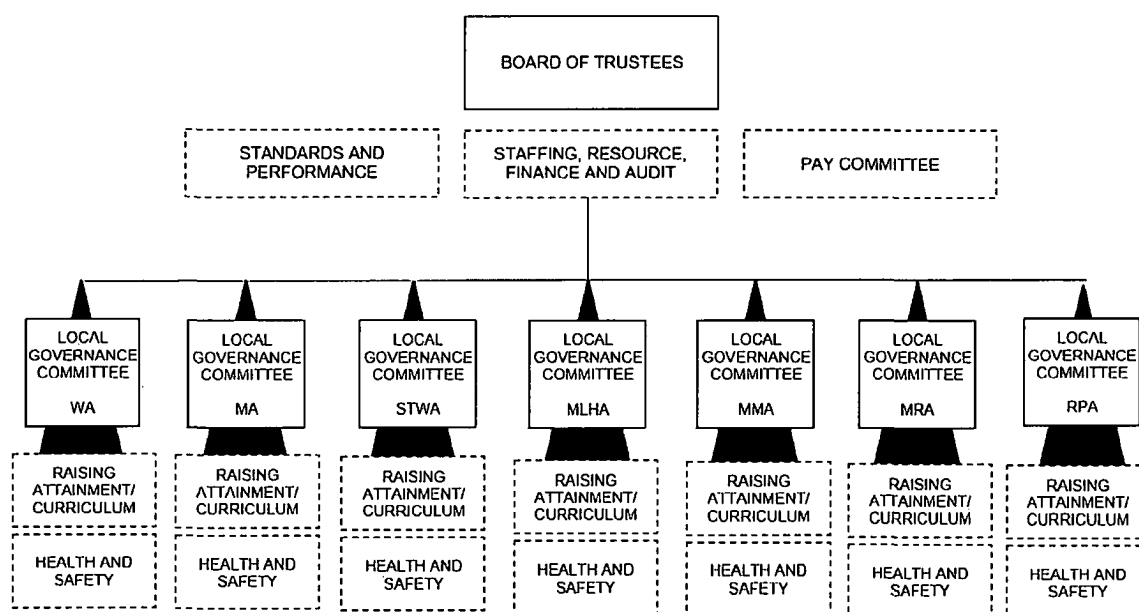 BOARD OF TRUSTEES
STANDARDS AND
PERFORMANCE
STAFFING, RESOURCE,
FINANCE AND AUDIT
PAY COMMITTEE
LOCAL
GOVERNANCE
COMMITTEE
WA
LOCAL
GOVERNANCE
COMMITTEE
MA
LOCAL
GOVERNANCE
COMMITTEE
STWA
LOCAL
GOVERNANCE
COMMITTEE
MLHA
LOCAL
GOVERNANCE
COMMITTEE
MMA
LOCAL
GOVERNANCE
COMMITTEE
MRA
LOCAL
GOVERNANCE
COMMITTEE
RPA
RAISING
ATTAINMENT/
CURRICULUM
RAISING
ATTAINMENT/
CURRICULUM
RAISING
ATTAINMENT/
CURRICULUM
RAISING
ATTAINMENT/
CURRICULUM
RAISING
ATTAINMENT/
CURRICULUM
RAISING
ATTAINMENT/
CURRICULUM
RAISING
ATTAINMENT/
CURRICULUM
HEALTH AND
SAFETY
HEALTH AND
SAFETY
HEALTH AND
SAFETY
HEALTH AND
SAFETY
HEALTH AND
SAFETY
HEALTH AND
SAFETY
HEALTH AND
SAFETY